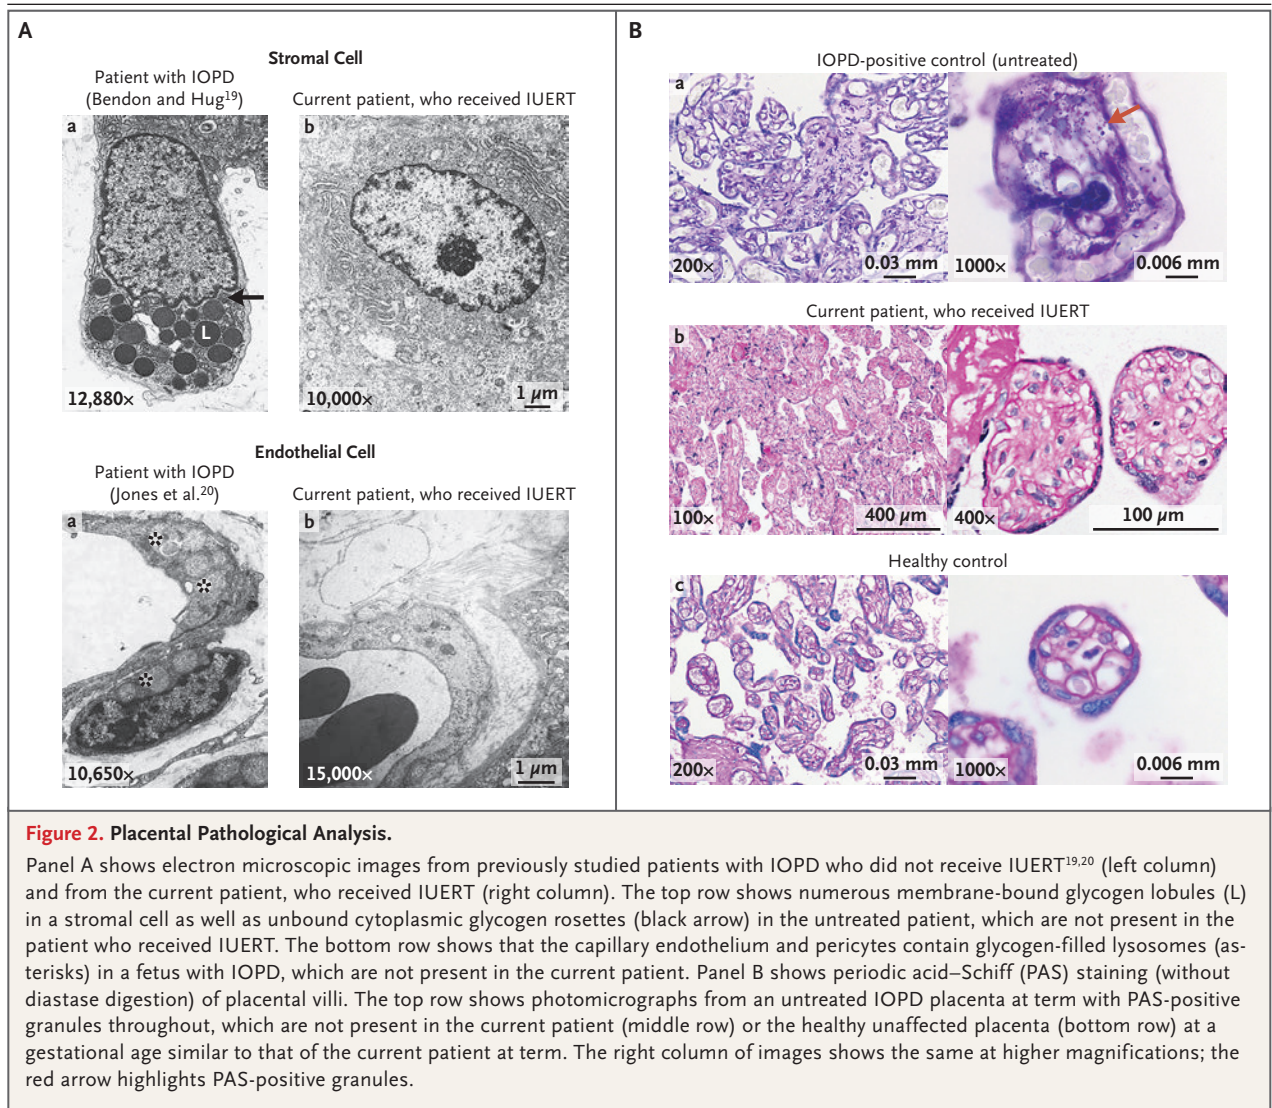 A
Stromal Cell
Patient with IOPD
(Bendon and Hug19)
Current patient, who received IUERT
a
L
12,880×
b
10,000×
1 µm
Endothelial Cell
Patient with IOPD
(Jones et al.20)
Current patient, who received IUERT
a
*
*
*
10,650×
b
15,000×
1 µm
B
IOPD-positive control (untreated)
a
200×
0.03 mm
1000×
0.006 mm
Current patient, who received IUERT
b
100×
400 µm
400×
100 µm
Healthy control
c
200×
0.03 mm
1000×
0.006 mm
Figure 2. Placental Pathological Analysis.
Panel A shows electron microscopic images from previously studied patients with IOPD who did not receive IUERT19,20 (left column)
and from the current patient, who received IUERT (right column). The top row shows numerous membrane-bound glycogen lobules (L)
in a stromal cell as well as unbound cytoplasmic glycogen rosettes (black arrow) in the untreated patient, which are not present in the
patient who received IUERT. The bottom row shows that the capillary endothelium and pericytes contain glycogen-filled lysosomes (as-
terisks) in a fetus with IOPD, which are not present in the current patient. Panel B shows periodic acid–Schiff (PAS) staining (without
diastase digestion) of placental villi. The top row shows photomicrographs from an untreated IOPD placenta at term with PAS-positive
granules throughout, which are not present in the current patient (middle row) or the healthy unaffected placenta (bottom row) at a
gestational age similar to that of the current patient at term. The right column of images shows the same at higher magnifications; the
red arrow highlights PAS-positive granules.